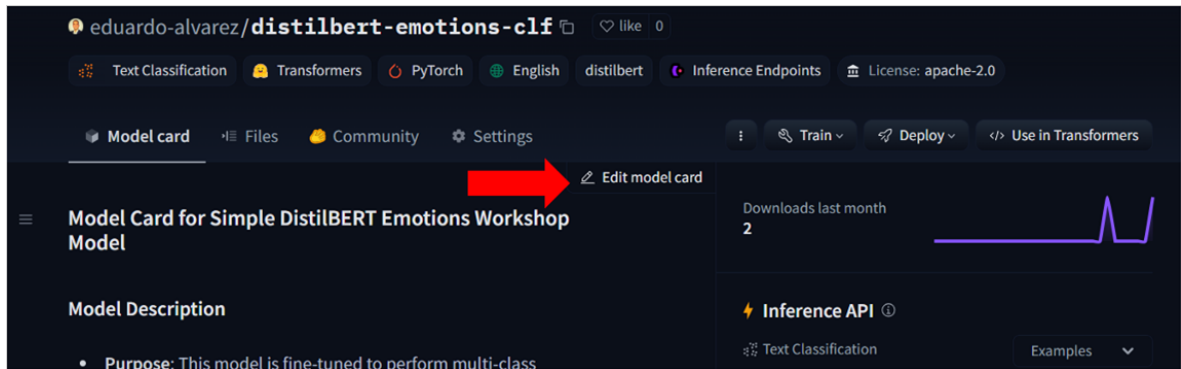 eduardo-alvarez/distilbert-emotions-clf like 0
Text Classification Transformers PyTorch English distilbert Inference Endpoints License: apache-2.0
Model card Files Community Settings Train Deploy </> Use in Transformers
Edit model card
Model Card for Simple DistilBERT Emotions Workshop
Model
Downloads last month
2
Model Description
• Purpose: This model is fine-tuned to perform multi-class
Inference API
Text Classification Examples